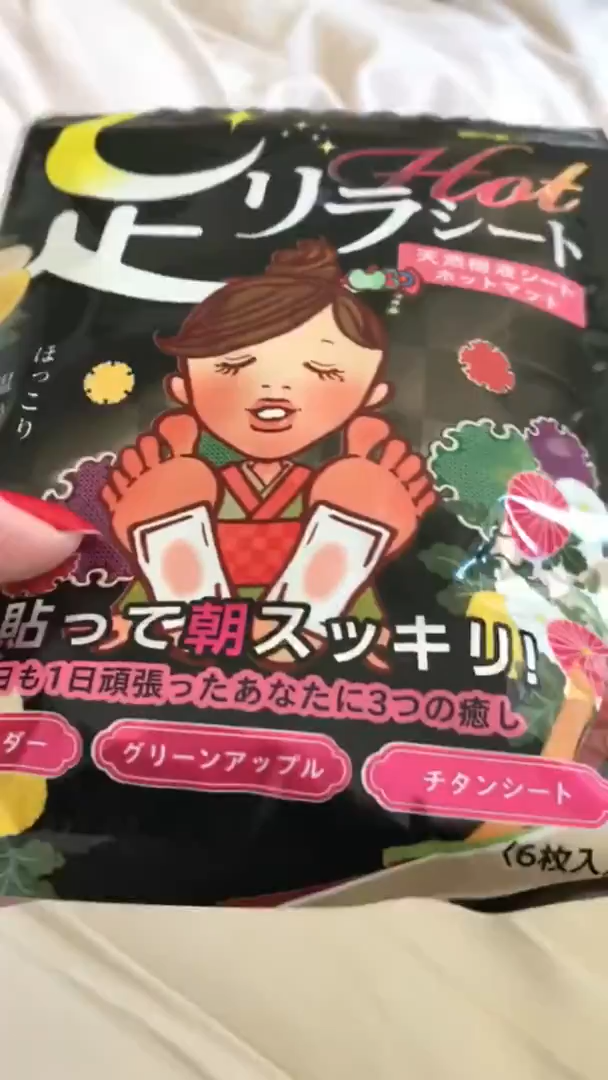 足リラシート
Hot
天然樹液シート
ホットマット
ほっこり
貼って朝スッキリ!
日も1日頑張ったあなたに3つの癒し
ダー
グリーンアップル
チタンシート
6枚入